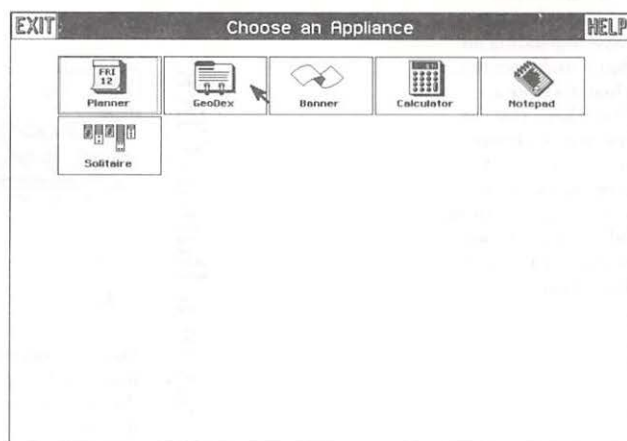 EXIT Choose an Appliance HELP
FRI
12
Planner GeoDex Banner Calculator Notepad
Solitaire